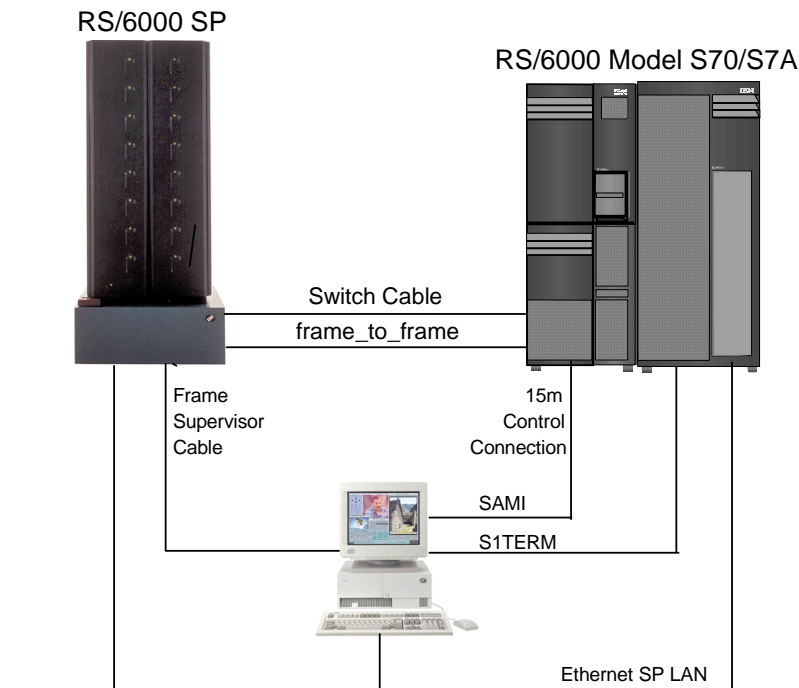 RS/6000 SP
RS/6000 Model S70/S7A
Switch Cable
frame_to_frame
Frame
Supervisor
Cable
15m
Control
Connection
SAMI
S1TERM
Ethernet SP LAN